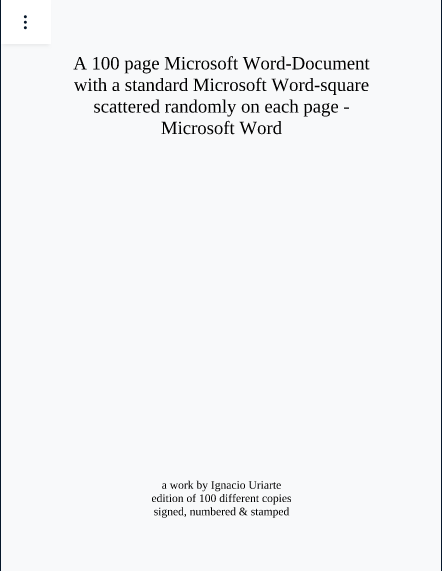 A 100 page Microsoft Word-Document
with a standard Microsoft Word-square
scattered randomly on each page -
Microsoft Word
a work by Ignacio Uriarte
edition of 100 different copies
signed, numbered & stamped